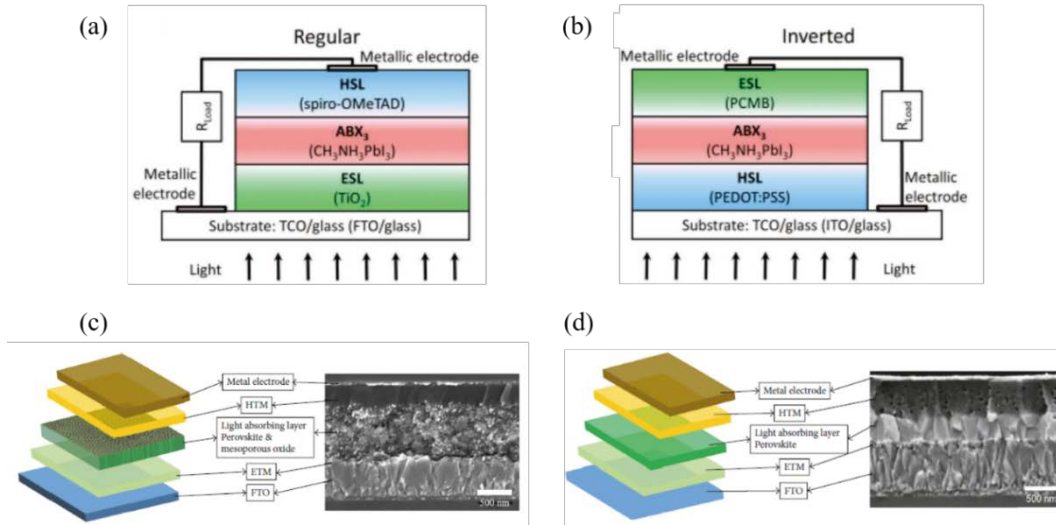 (a)
Regular
Metallic electrode
HSL
(spiro-OMeTAD)
R_Load
ABX₃
(CH₃NH₃PbI₃)
Metallic
electrode
ESL
(TiO₂)
Substrate: TCO/glass (FTO/glass)
Light
(b)
Inverted
Metallic electrode
ESL
(PCMB)
R_Load
ABX₃
(CH₃NH₃PbI₃)
Metallic
electrode
HSL
(PEDOT:PSS)
Substrate: TCO/glass (ITO/glass)
Light
(c)
Metal electrode
HTM
Light absorbing layer
Perovskite &
mesoporous oxide
ETM
FTO
500 nm
(d)
Metal electrode
HTM
Light absorbing layer
Perovskite
ETM
FTO
500 nm